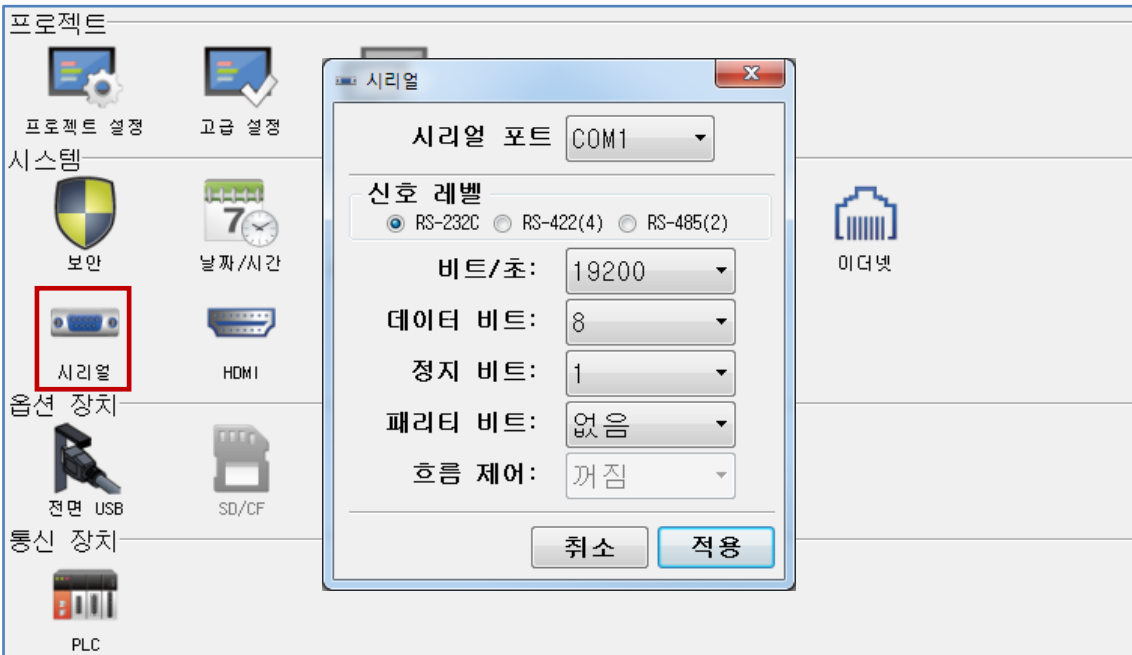 프로젝트
프로젝트 설정
고급 설정
시스템
보안
날짜/시간
이더넷
시리얼
HDMI
옵션 장치
전면 USB
SD/CF
통신 장치
PLC
시리얼
시리얼 포트 COM1
신호 레벨
RS-232C RS-422(4) RS-485(2)
비트/초: 19200
데이터 비트: 8
정지 비트: 1
패리티 비트: 없음
흐름 제어: 꺼짐
취소 적용